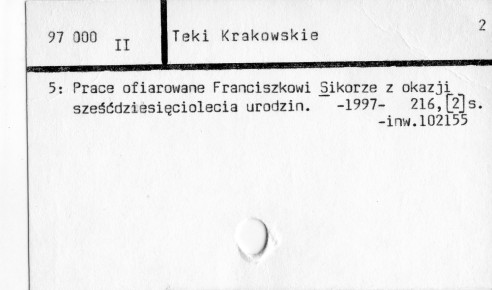 97 000 II Teki Krakowskie 2
5: Prace ofiarowane Franciszkowi Sikorze z okazji
sześćdziesięciolecia urodzin. -1997- 216,[2]s.
-inw.102155